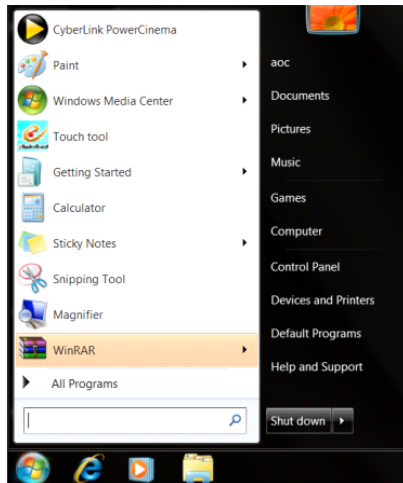 CyberLink PowerCinema
Paint
Windows Media Center
Touch tool
Getting Started
Calculator
Sticky Notes
Snipping Tool
Magnifier
WinRAR
All Programs
aoc
Documents
Pictures
Music
Games
Computer
Control Panel
Devices and Printers
Default Programs
Help and Support
Shut down